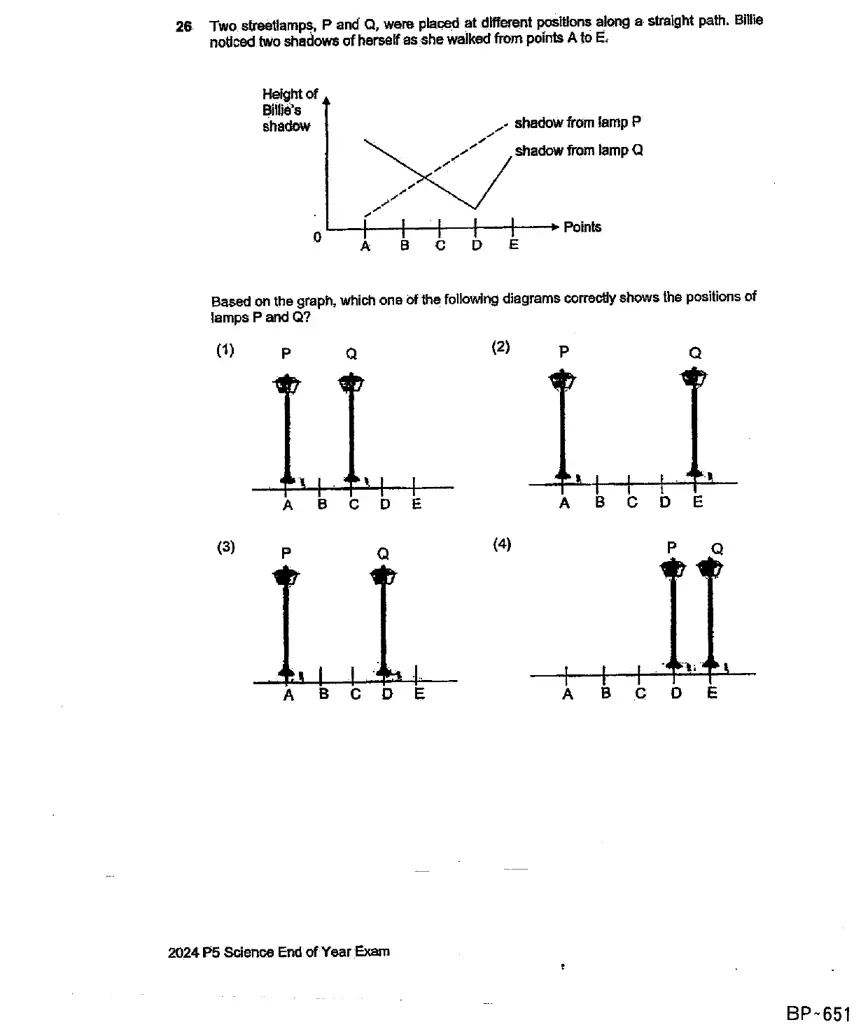 26 Two streetlamps, P and Q, were placed at different positions along a straight path. Billie
noticed two shadows of herself as she walked from points A to E.
Height of
Billie's
shadow
shadow from lamp P
shadow from lamp Q
Points
0
A B C D E
Based on the graph, which one of the following diagrams correctly shows the positions of
lamps P and Q?
(1) P Q
A B C D E
(2) P Q
A B C D E
(3) P Q
A B C D E
(4) P Q
A B C D E
2024 P5 Science End of Year Exam
BP-651